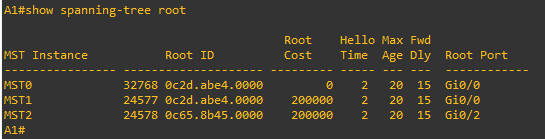 A1#show spanning-tree root
Root Hello Max Fwd
MST Instance Root ID Cost Time Age Dly Root Port
---------------- -------------------- --------- ----- --- --- ------------
MST0 32768 0c2d.abe4.0000 0 2 20 15 Gi0/0
MST1 24577 0c2d.abe4.0000 200000 2 20 15 Gi0/0
MST2 24578 0c65.8b45.0000 200000 2 20 15 Gi0/2
A1#